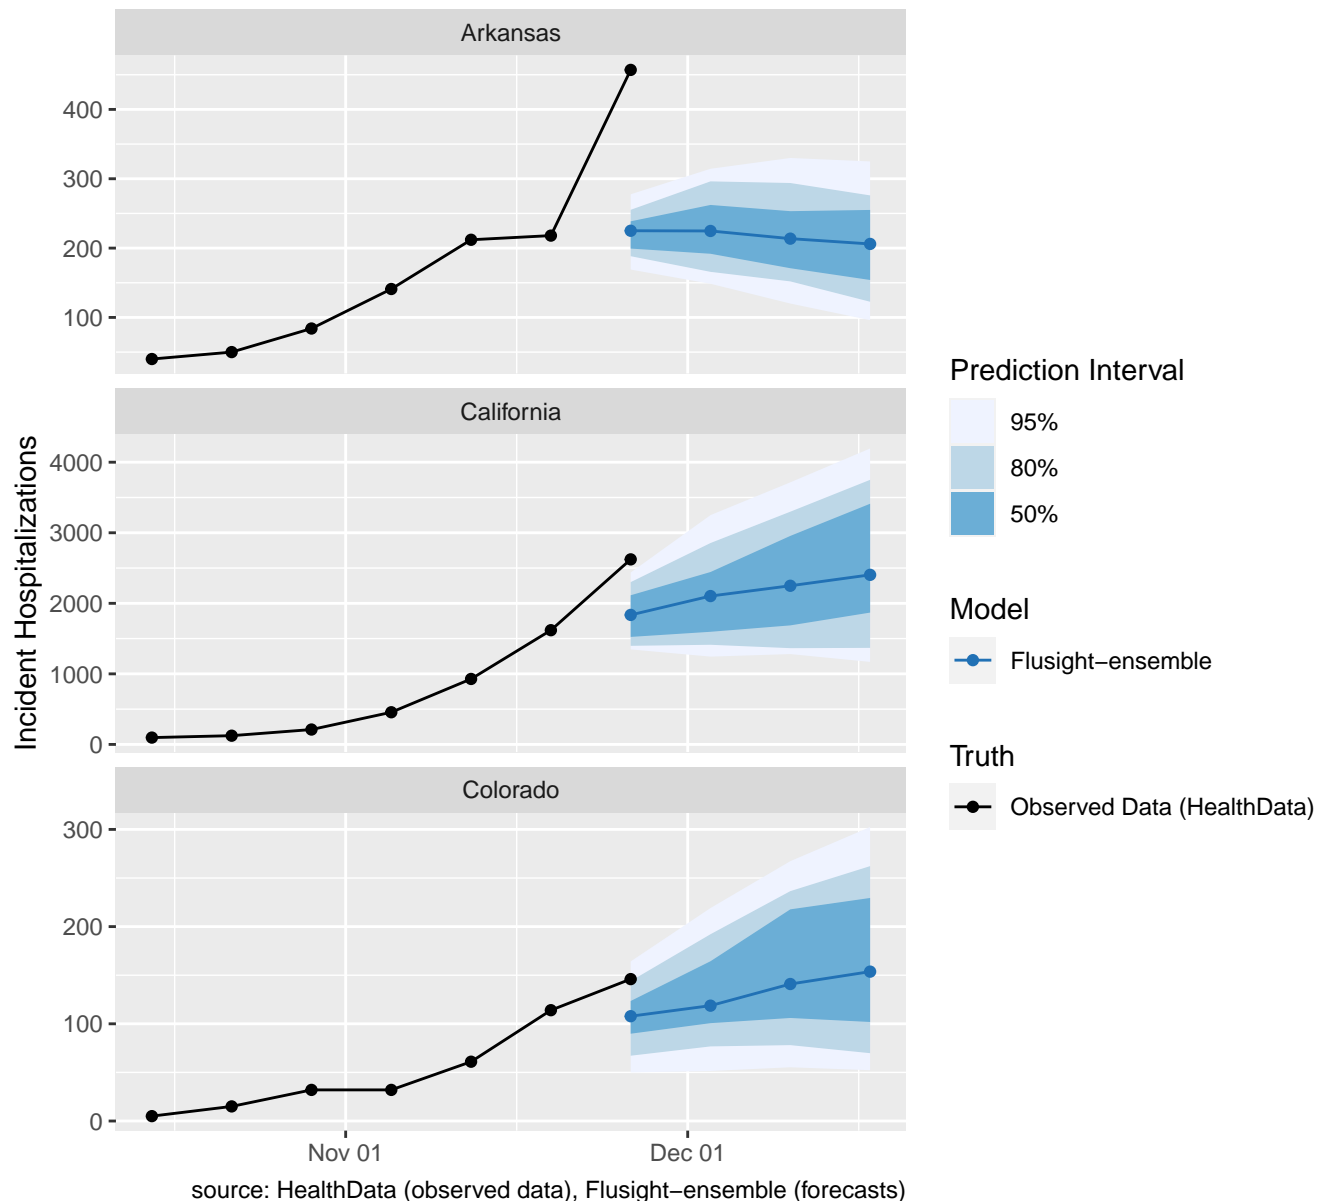 Arkansas
400
300
200
100
California
4000
3000
2000
1000
0
Colorado
300
200
100
0
Nov 01
Dec 01
Incident Hospitalizations
source: HealthData (observed data), Flusight−ensemble (forecasts)
Prediction Interval
95%
80%
50%
Model
Flusight−ensemble
Truth
Observed Data (HealthData)